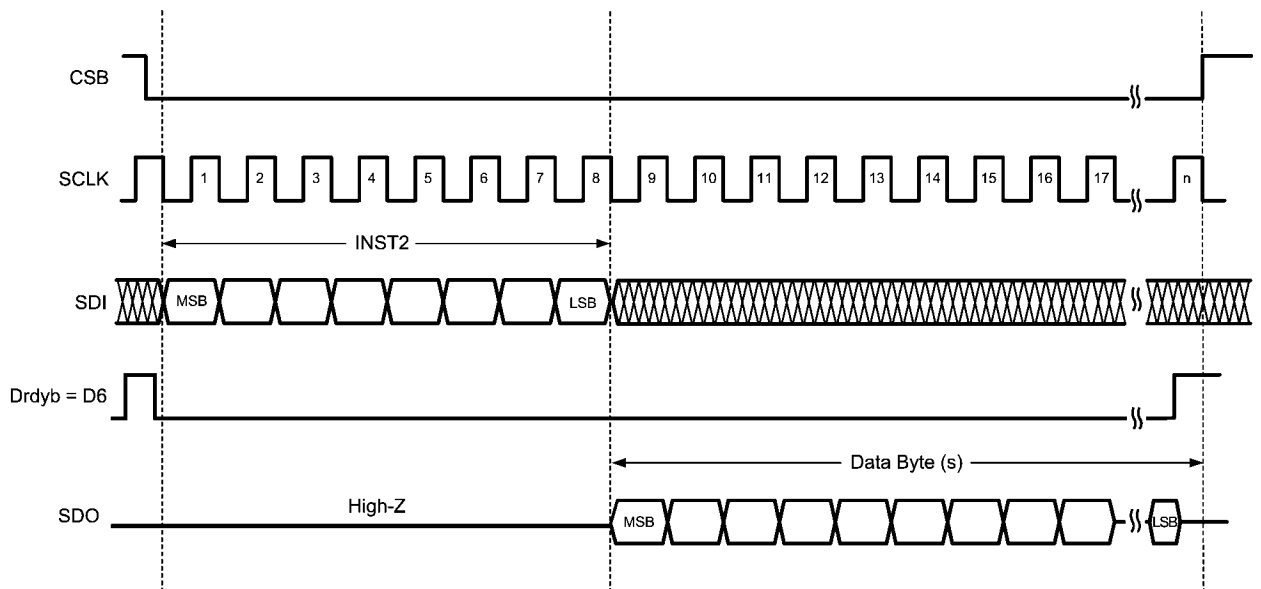 CSB
SCLK
1 2 3 4 5 6 7 8 9 10 11 12 13 14 15 16 17 n
INST2
SDI
MSB LSB
Drdyb = D6
Data Byte (s)
High-Z
SDO
MSB LSB